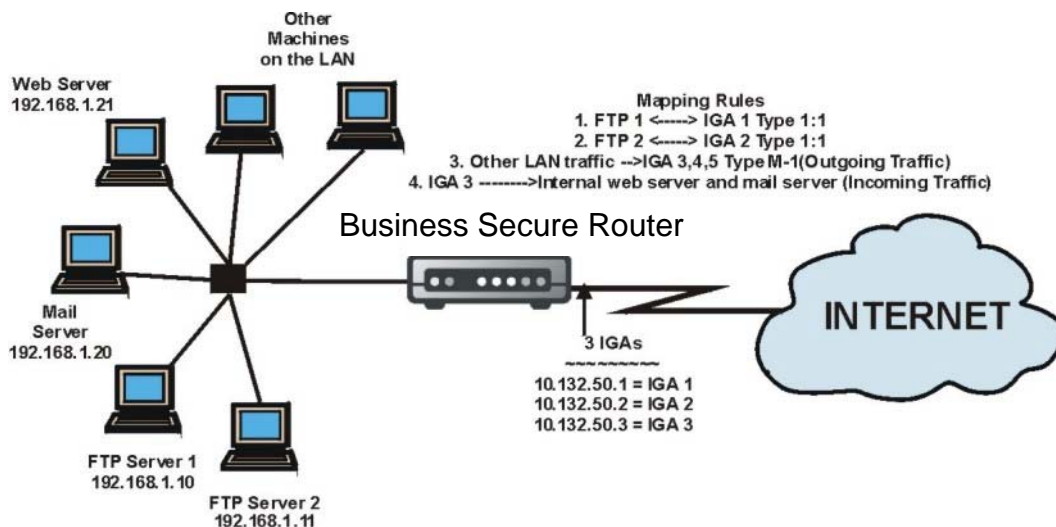 Other
Machines
on the LAN
Web Server
192.168.1.21
Mapping Rules
1. FTP 1 <-----> IGA 1 Type 1:1
2. FTP 2 <-----> IGA 2 Type 1:1
3. Other LAN traffic -->IGA 3,4,5 Type M-1(Outgoing Traffic)
4. IGA 3 -------->Internal web server and mail server (Incoming Traffic)
Business Secure Router
Mail
Server
192.168.1.20
INTERNET
3 IGAs
~~~~~~~~~
10.132.50.1 = IGA 1
10.132.50.2 = IGA 2
10.132.50.3 = IGA 3
FTP Server 1
192.168.1.10
FTP Server 2
192.168.1.11